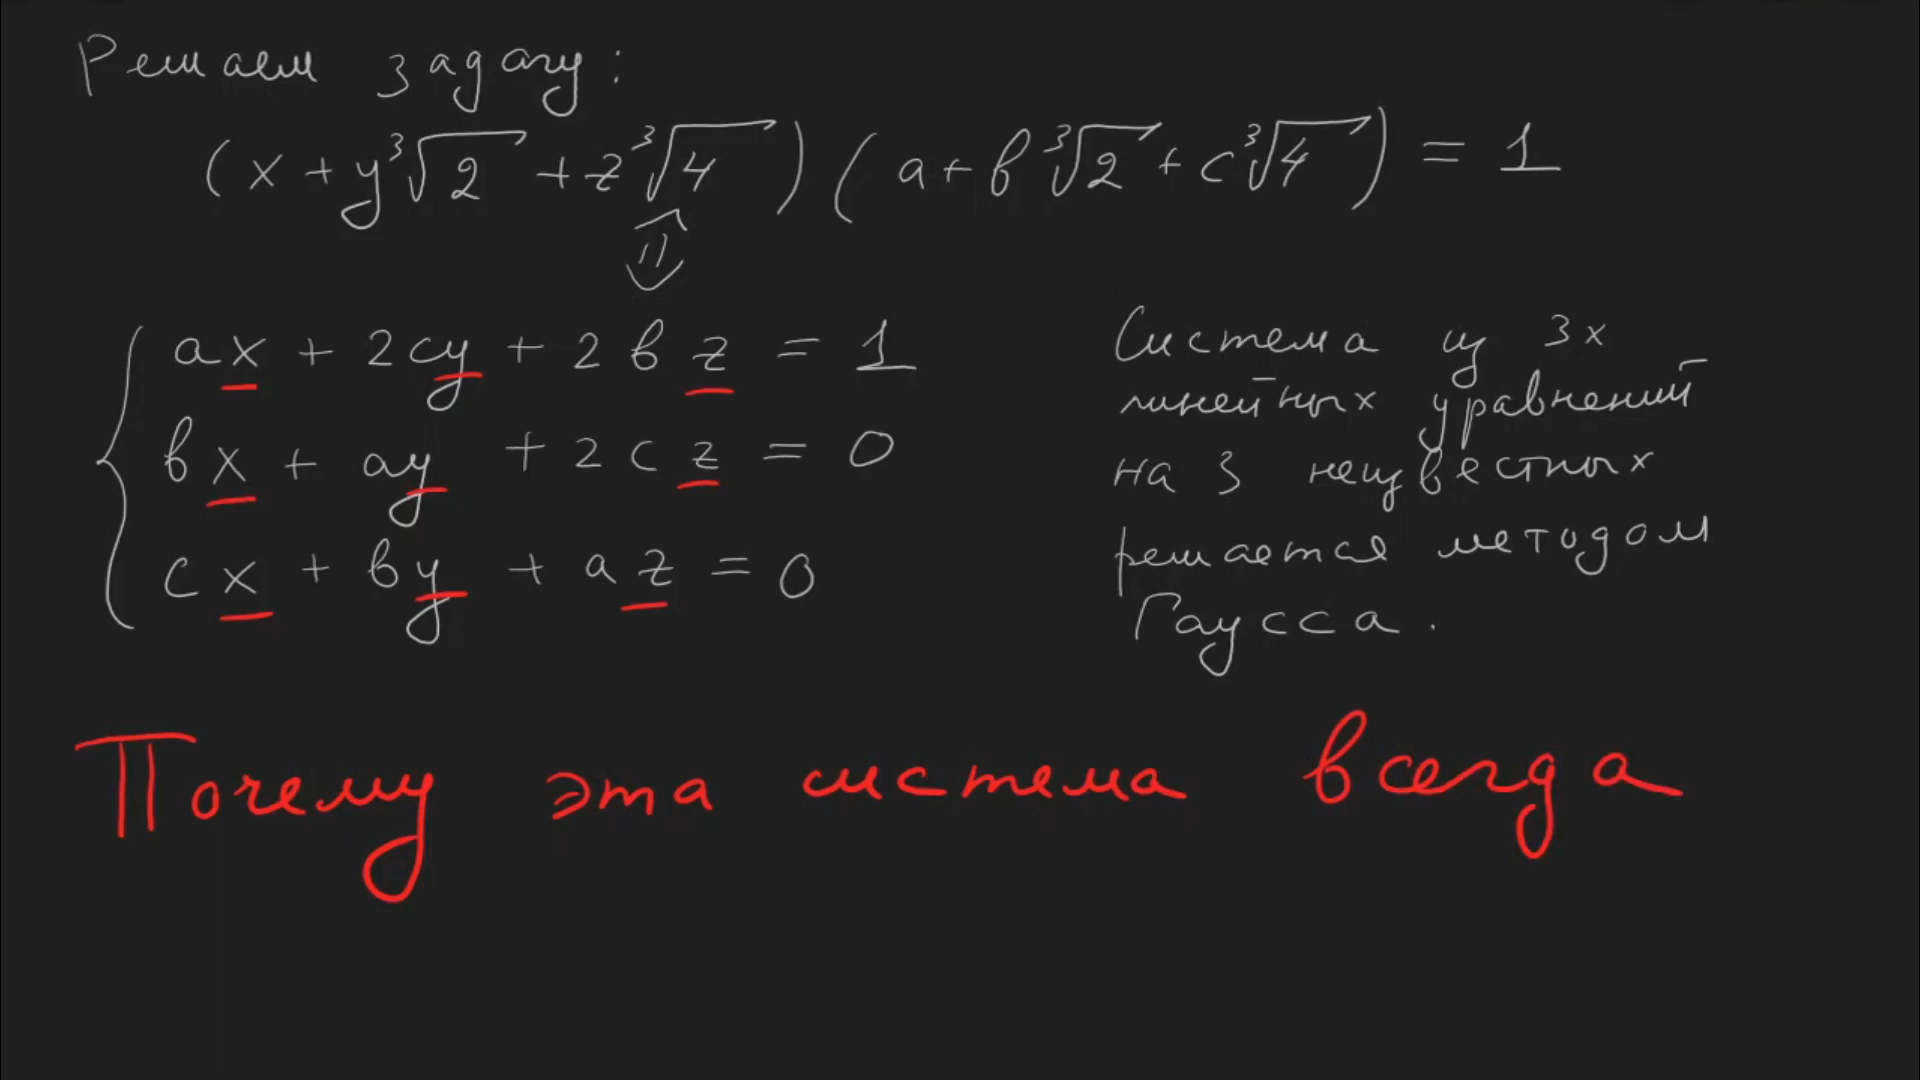 Решаем задачу:
(x + y∛2 + z∛4)(a + b∛2 + c∛4) = 1
⇕
ax + 2cy + 2bz = 1
bx + ay + 2cz = 0
cx + by + az = 0
Система из 3х
линейных уравнений
на 3 неизвестных
решается методом
Гаусса.
Почему эта система всегда